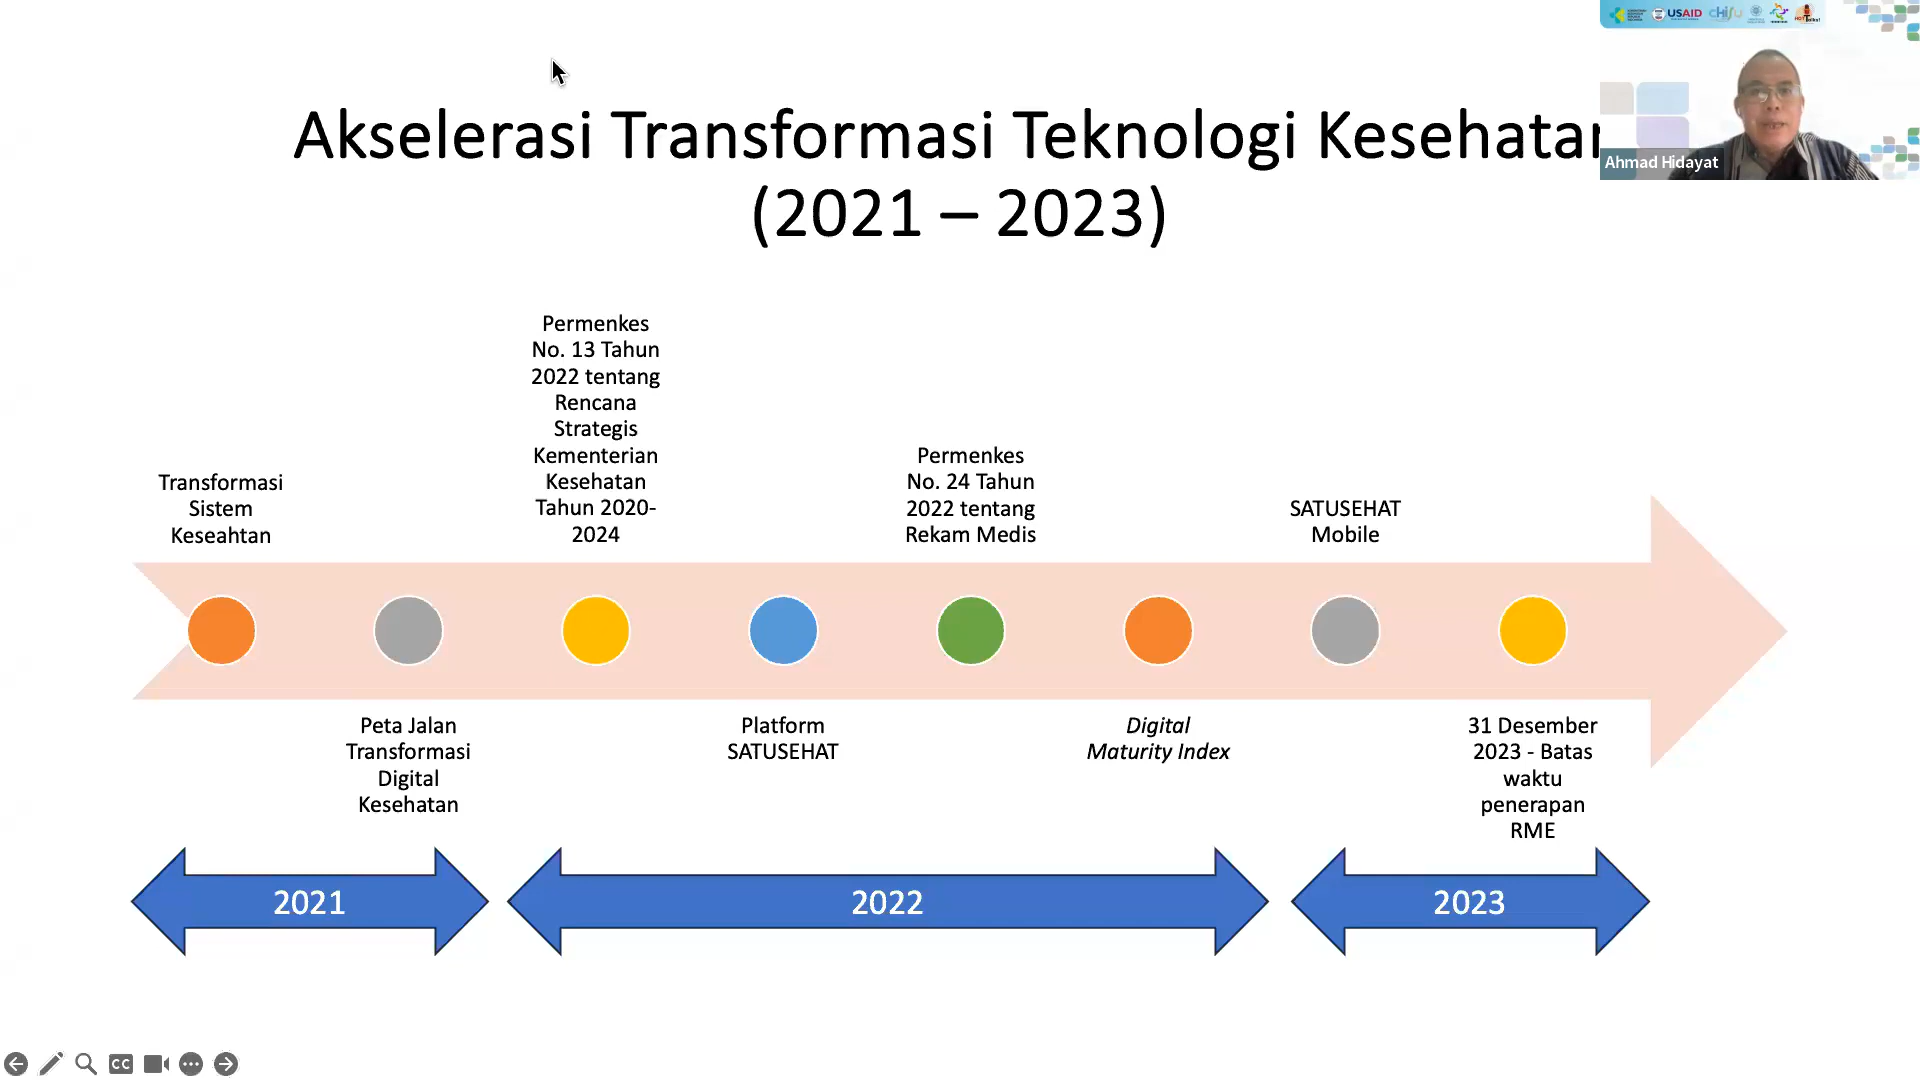 USAID
CHISU
Ahmad Hidayat
Akselerasi Transformasi Teknologi Kesehatan
(2021 – 2023)
Transformasi
Sistem
Keseahtan
Peta Jalan
Transformasi
Digital
Kesehatan
Permenkes
No. 13 Tahun
2022 tentang
Rencana
Strategis
Kementerian
Kesehatan
Tahun 2020-
2024
Platform
SATUSEHAT
Permenkes
No. 24 Tahun
2022 tentang
Rekam Medis
Digital
Maturity Index
SATUSEHAT
Mobile
31 Desember
2023 - Batas
waktu
penerapan
RME
2021
2022
2023
CC